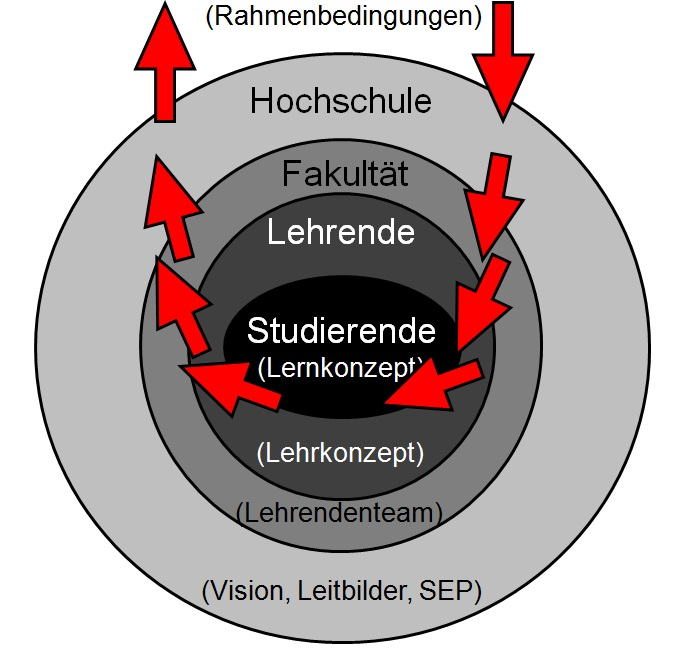 (Rahmenbedingungen)
Hochschule
Fakultät
Lehrende
Studierende
(Lernkonzept)
(Lehrkonzept)
(Lehrendenteam)
(Vision, Leitbilder, SEP)